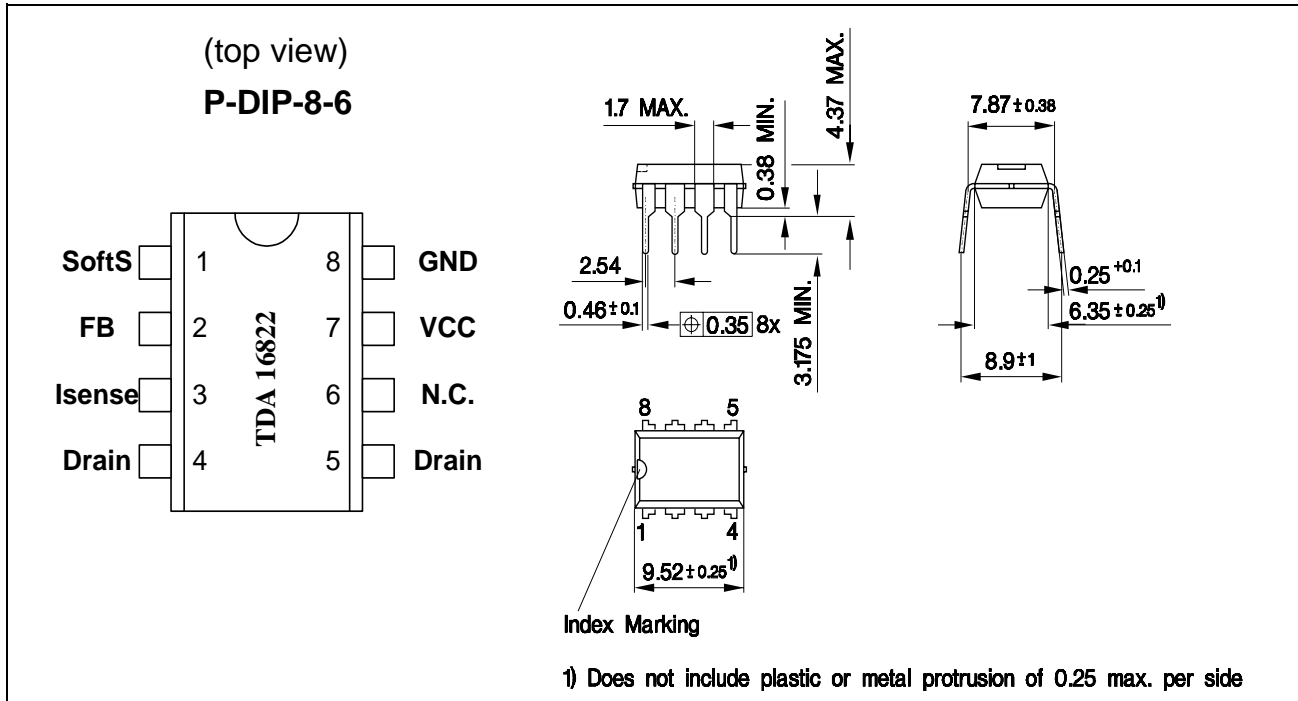 (top view)
P-DIP-8-6
SoftS 1 8 GND
FB 2 7 VCC
Isense 3 6 N.C.
Drain 4 5 Drain
TDA 16822
1.7 MAX.
0.38 MIN.
4.37 MAX.
2.54
0.46±0.1
⌖ 0.35 8x
3.175 MIN.
7.87±0.38
0.25 +0.1
6.35±0.25 1)
8.9±1
8 5
1 4
9.52±0.25 1)
Index Marking
1) Does not include plastic or metal protrusion of 0.25 max. per side